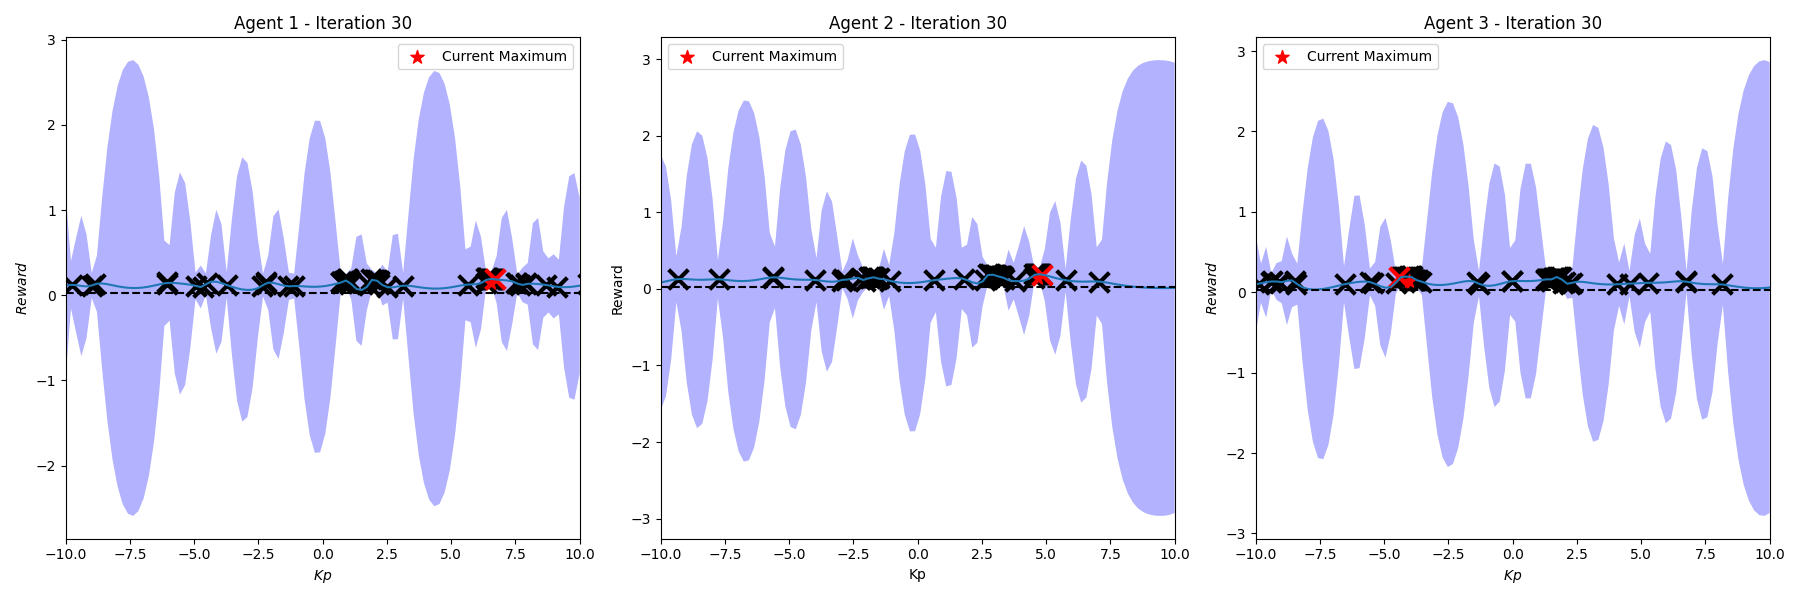 Agent 1 - Iteration 30
Current Maximum
3
2
1
0
−1
−2
Reward
−10.0 −7.5 −5.0 −2.5 0.0 2.5 5.0 7.5 10.0
Kp
Agent 2 - Iteration 30
Current Maximum
3
2
1
0
−1
−2
−3
Reward
−10.0 −7.5 −5.0 −2.5 0.0 2.5 5.0 7.5 10.0
Kp
Agent 3 - Iteration 30
Current Maximum
3
2
1
0
−1
−2
−3
Reward
−10.0 −7.5 −5.0 −2.5 0.0 2.5 5.0 7.5 10.0
Kp